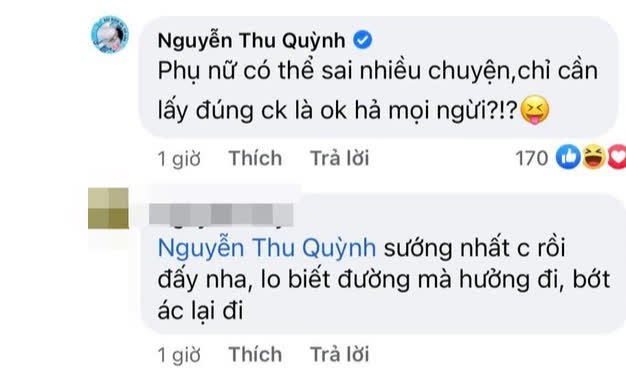 Nguyễn Thu Quỳnh
Phụ nữ có thể sai nhiều chuyện,chỉ cần
lấy đúng ck là ok hả mọi ngừi?!?😝
1 giờ Thích Trả lời 170
Nguyễn Thu Quỳnh sướng nhất c rồi
đấy nha, lo biết đường mà hưởng đi, bớt
ác lại đi
1 giờ Thích Trả lời